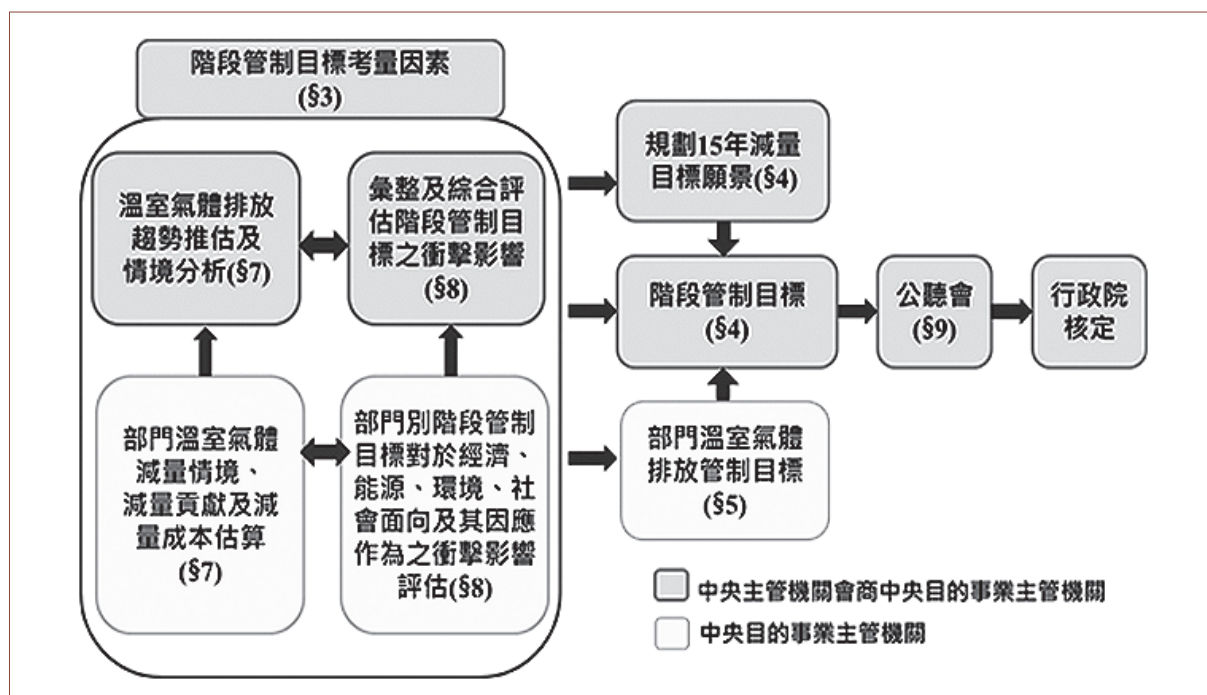 階段管制目標考量因素
(§3)
溫室氣體排放
趨勢推估及
情境分析(§7)
彙整及綜合評
估階段管制目
標之衝擊影響
(§8)
部門溫室氣體
減量情境、
減量貢獻及減
量成本估算
(§7)
部門別階段管制
目標對於經濟、
能源、環境、社
會面向及其因應
作為之衝擊影響
評估(§8)
規劃15年減量
目標願景(§4)
階段管制目標
(§4)
部門溫室氣體
排放管制目標
(§5)
公聽會
(§9)
行政院
核定
中央主管機關會商中央目的事業主管機關
中央目的事業主管機關